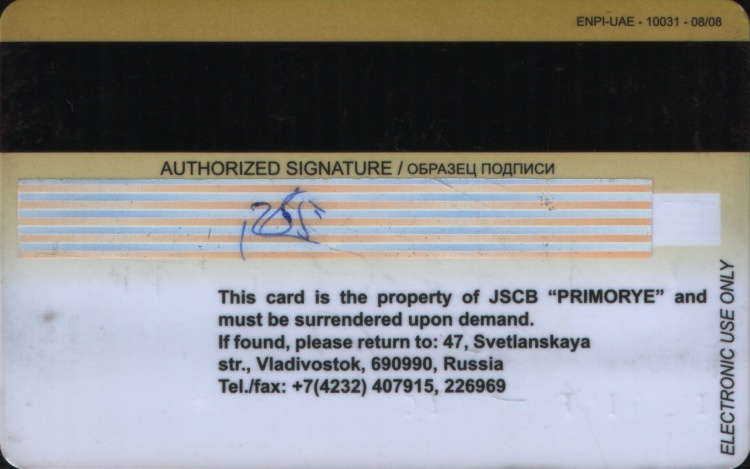 ENPI-UAE - 10031 - 08/08
AUTHORIZED SIGNATURE / ОБРАЗЕЦ ПОДПИСИ
This card is the property of JSCB “PRIMORYE” and
must be surrendered upon demand.
If found, please return to: 47, Svetlanskaya
str., Vladivostok, 690990, Russia
Tel./fax: +7(4232) 407915, 226969
ELECTRONIC USE ONLY